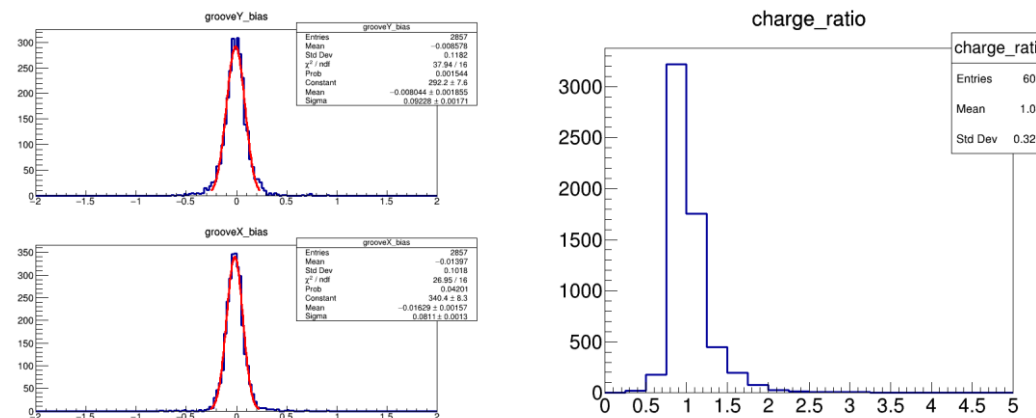 grooveY_bias
grooveY_bias
Entries 2857
Mean −0.008578
Std Dev 0.1182
χ² / ndf 37.94 / 16
Prob 0.001544
Constant 292.2 ± 7.6
Mean −0.008044 ± 0.001855
Sigma 0.09228 ± 0.00171
300
250
200
150
100
50
0
−2 −1.5 −1 −0.5 0 0.5 1 1.5 2
grooveX_bias
grooveX_bias
Entries 2857
Mean −0.01397
Std Dev 0.1018
χ² / ndf 26.95 / 16
Prob 0.04201
Constant 340.4 ± 8.3
Mean −0.01629 ± 0.00157
Sigma 0.0811 ± 0.0013
350
300
250
200
150
100
50
0
−2 −1.5 −1 −0.5 0 0.5 1 1.5 2
charge_ratio
charge_rati
Entries 60
Mean 1.0
Std Dev 0.32
3000
2500
2000
1500
1000
500
0
0 0.5 1 1.5 2 2.5 3 3.5 4 4.5 5